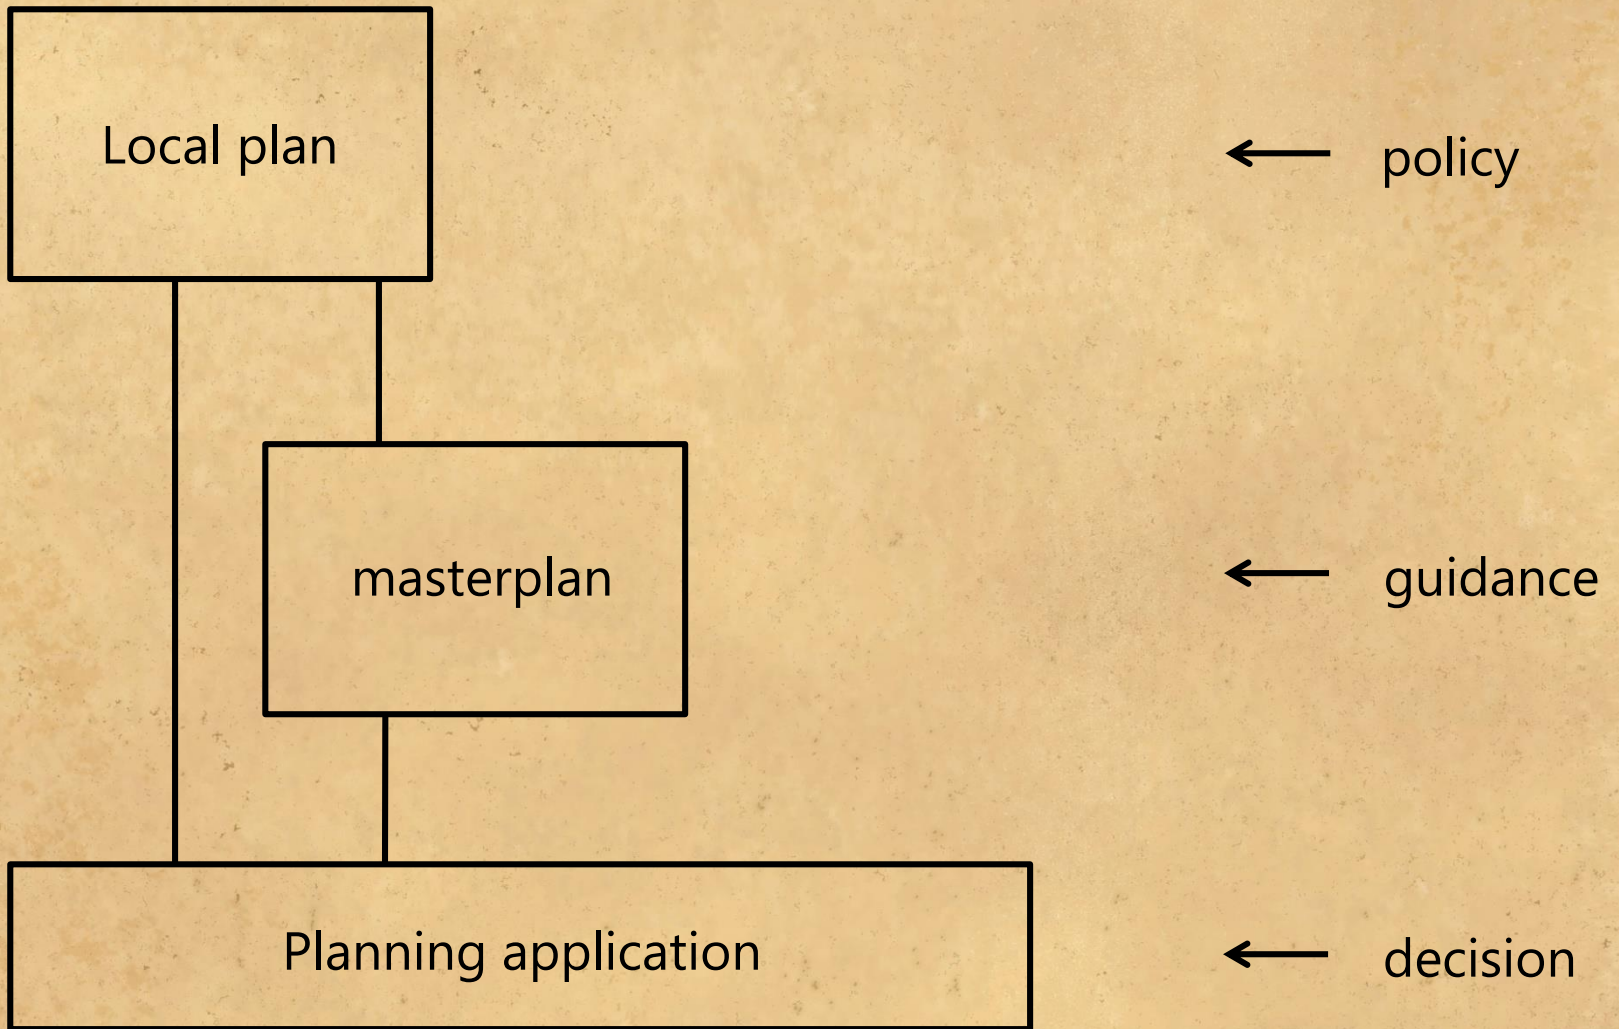 Local plan
policy
masterplan
guidance
Planning application
decision